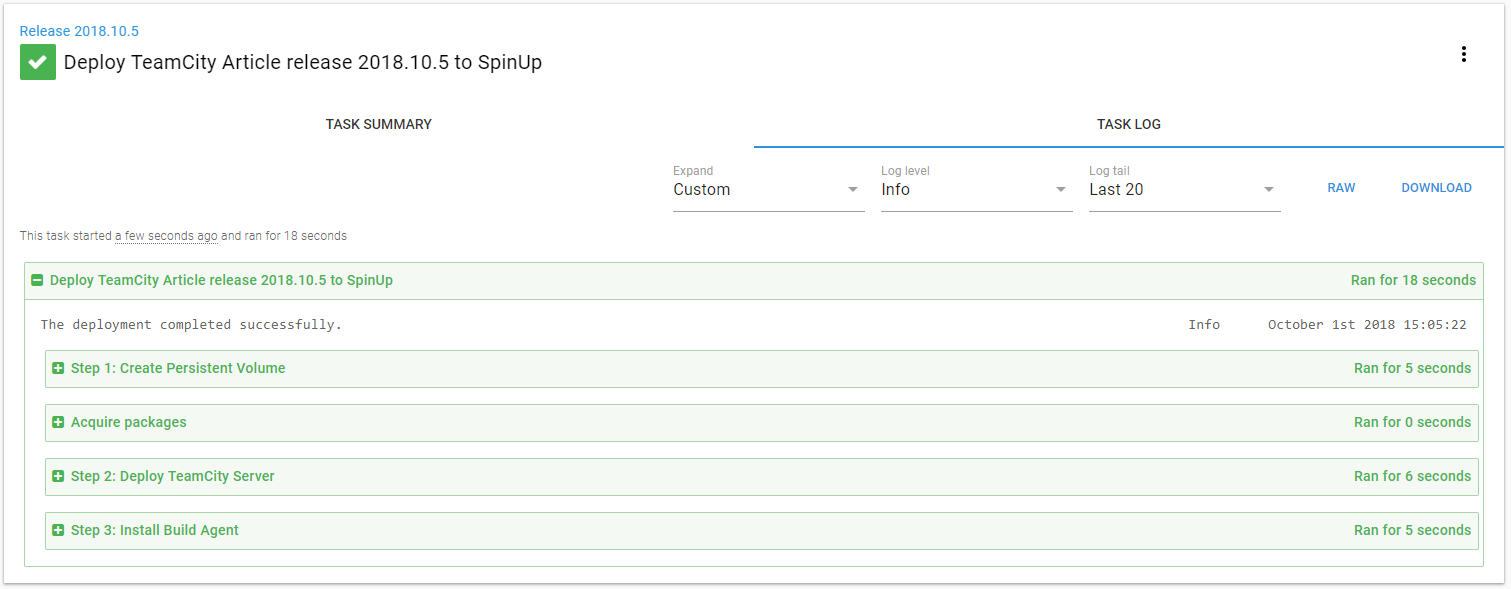 Release 2018.10.5
Deploy TeamCity Article release 2018.10.5 to SpinUp
TASK SUMMARY
TASK LOG
Expand
Custom
Log level
Info
Log tail
Last 20
RAW
DOWNLOAD
This task started a few seconds ago and ran for 18 seconds
Deploy TeamCity Article release 2018.10.5 to SpinUp
Ran for 18 seconds
The deployment completed successfully.
Info
October 1st 2018 15:05:22
Step 1: Create Persistent Volume
Ran for 5 seconds
Acquire packages
Ran for 0 seconds
Step 2: Deploy TeamCity Server
Ran for 6 seconds
Step 3: Install Build Agent
Ran for 5 seconds